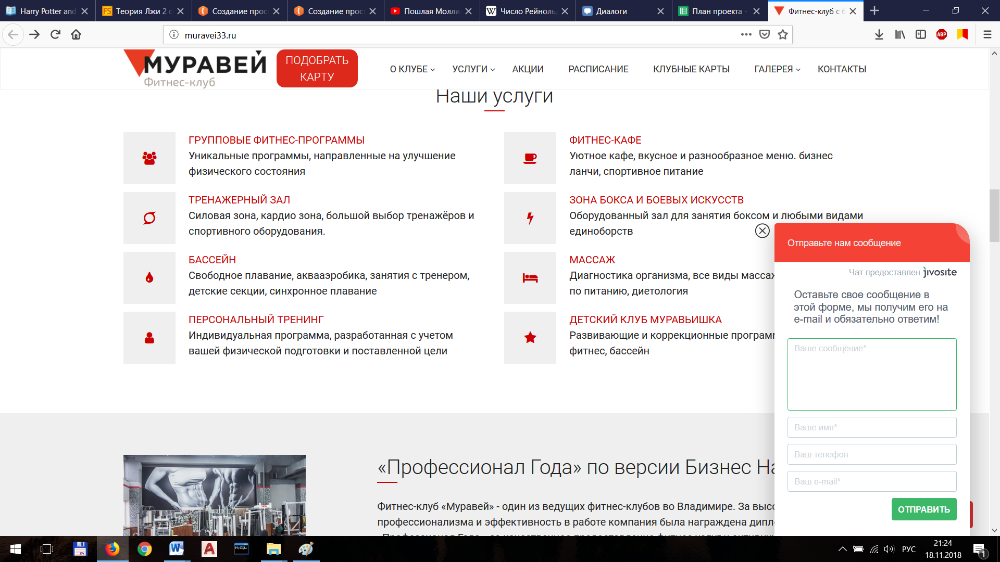 Harry Potter and
Теория Лжи 2 с
Создание прос
Создание прос
Пошлая Молли
Число Рейнольд
Диалоги
План проекта -
Фитнес-клуб с б
muravei33.ru
ABP
МУРАВЕЙ
Фитнес-клуб
ПОДОБРАТЬ
КАРТУ
О КЛУБЕ
УСЛУГИ
АКЦИИ
РАСПИСАНИЕ
КЛУБНЫЕ КАРТЫ
ГАЛЕРЕЯ
КОНТАКТЫ
Наши услуги
ГРУППОВЫЕ ФИТНЕС-ПРОГРАММЫ
Уникальные программы, направленные на улучшение
физического состояния
ТРЕНАЖЕРНЫЙ ЗАЛ
Силовая зона, кардио зона, большой выбор тренажёров и
спортивного оборудования.
БАССЕЙН
Свободное плавание, аквааэробика, занятия с тренером,
детские секции, синхронное плавание
ПЕРСОНАЛЬНЫЙ ТРЕНИНГ
Индивидуальная программа, разработанная с учетом
вашей физической подготовки и поставленной цели
ФИТНЕС-КАФЕ
Уютное кафе, вкусное и разнообразное меню. бизнес
ланчи, спортивное питание
ЗОНА БОКСА И БОЕВЫХ ИСКУССТВ
Оборудованный зал для занятия боксом и любыми видами
единоборств
МАССАЖ
Диагностика организма, все виды массаж
по питанию, диетология
ДЕТСКИЙ КЛУБ МУРАВЬИШКА
Развивающие и коррекционные програм
фитнес, бассейн
Отправьте нам сообщение
Чат предоставлен jivosite
Оставьте свое сообщение в
этой форме, мы получим его на
e-mail и обязательно ответим!
Ваше сообщение*
Ваше имя*
Ваш телефон
Ваш e-mail*
ОТПРАВИТЬ
«Профессионал Года» по версии Бизнес На
Фитнес-клуб «Муравей» - один из ведущих фитнес-клубов во Владимире. За высо
профессионализма и эффективность в работе компания была награждена дипло
64
MySQL
РУС
21:24
18.11.2018
1